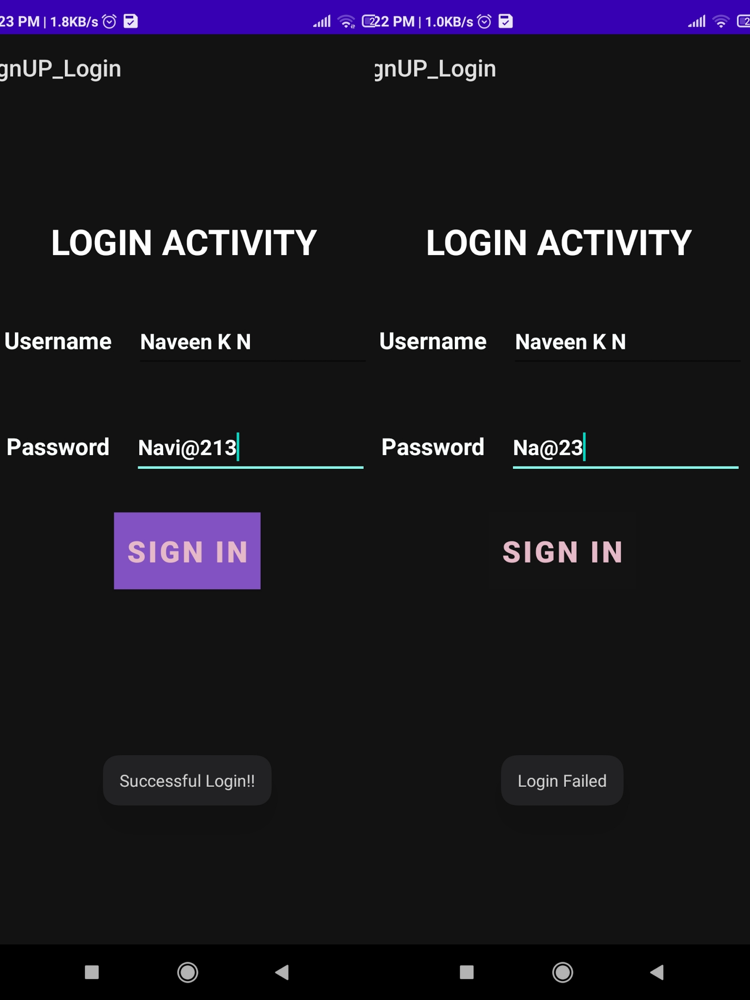 23 PM | 1.8KB/s
gnUP_Login
LOGIN ACTIVITY
Username Naveen K N
Password Navi@213
SIGN IN
Successful Login!!
22 PM | 1.0KB/s
gnUP_Login
LOGIN ACTIVITY
Username Naveen K N
Password Na@23
SIGN IN
Login Failed